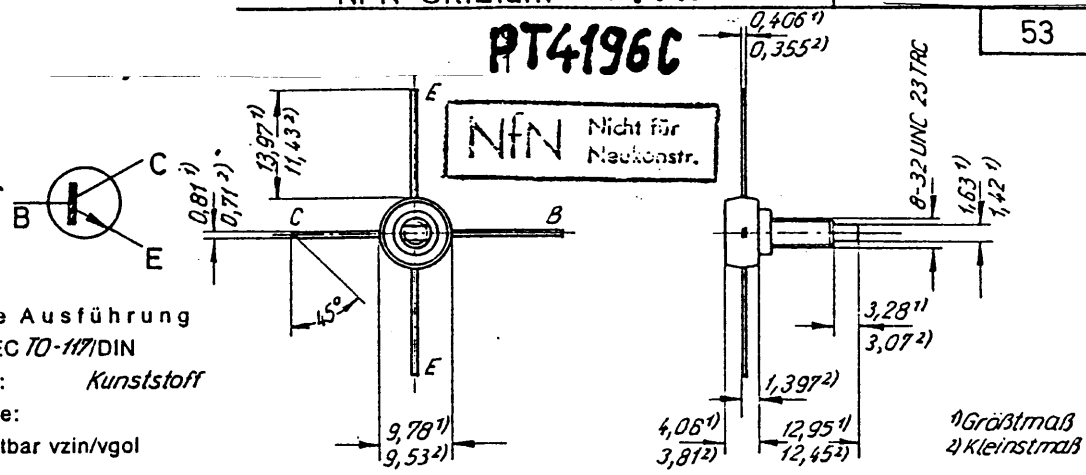 53
PT4196C
NfN Nicht für
Neukonstr.
0,406 1)
0,355 2)
E
13,97 1)
11,43 2)
C
B
E
0,81 1)
0,71 2)
C
B
45°
E
9,78 1)
9,53 2)
8-32 UNC 23 TRC
1,63 1)
1,42 1)
3,28 1)
3,07 2)
1,397 2)
4,06 1)
3,81 2)
12,95 1)
12,45 2)
e Ausführung
EC TO-117/DIN
: Kunststoff
e:
tbar vzin/vgol
1) Größtmaß
2) Kleinstmaß